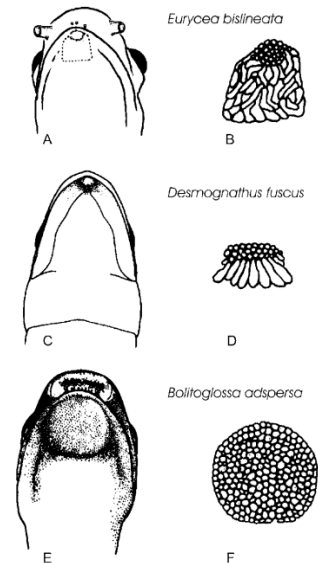 Eurycea bislineata
A
B
Desmognathus fuscus
C
D
Bolitoglossa adspersa
E
F